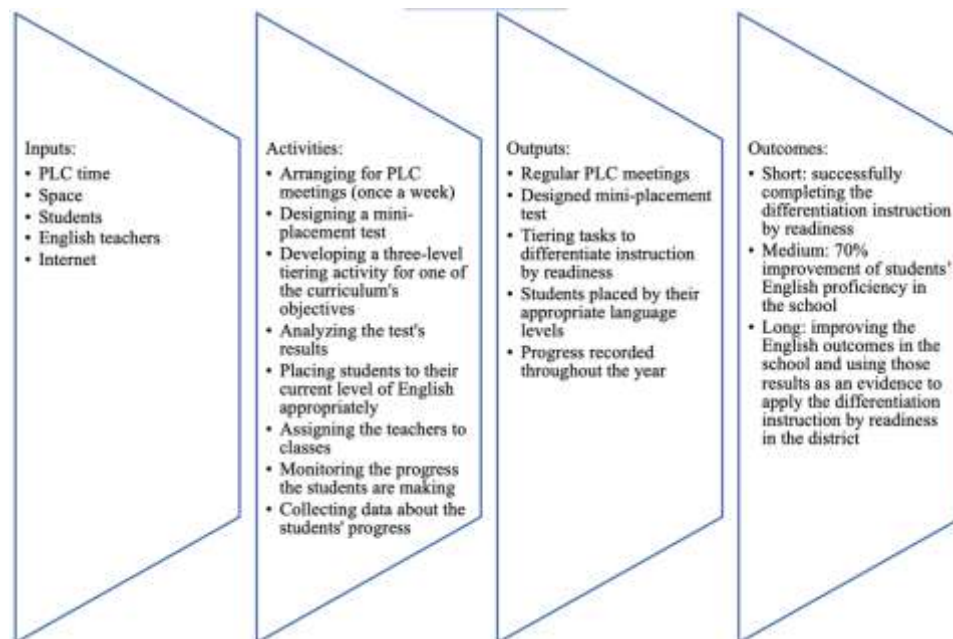 Inputs:
• PLC time
• Space
• Students
• English teachers
• Internet
Activities:
• Arranging for PLC
meetings (once a week)
• Designing a mini-
placement test
• Developing a three-level
tiering activity for one of
the curriculum's
objectives
• Analyzing the test's
results
• Placing students to their
current level of English
appropriately
• Assigning the teachers to
classes
• Monitoring the progress
the students are making
• Collecting data about the
students' progress
Outputs:
• Regular PLC meetings
• Designed mini-placement
test
• Tiering tasks to
differentiate instruction
by readiness
• Students placed by their
appropriate language
levels
• Progress recorded
throughout the year
Outcomes:
• Short: successfully
completing the
differentiation instruction
by readiness
• Medium: 70%
improvement of students'
English proficiency in
the school
• Long: improving the
English outcomes in the
school and using those
results as an evidence to
apply the differentiation
instruction by readiness
in the district